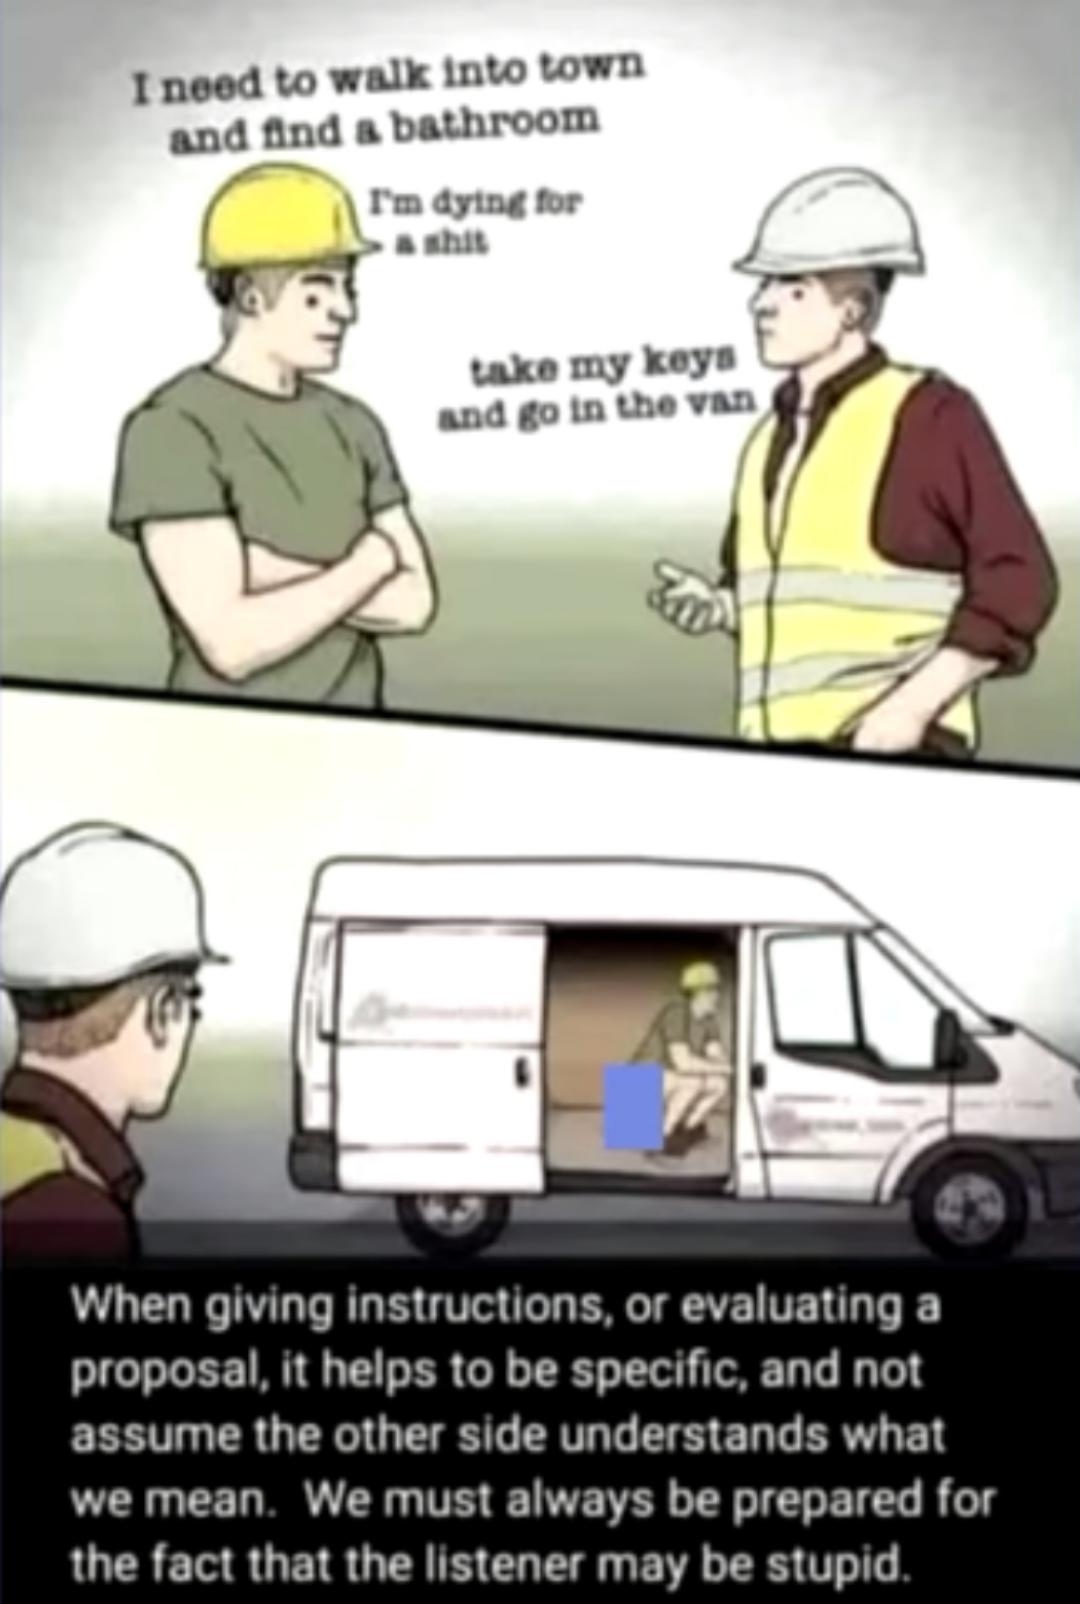 I need to walk into town
and find a bathroom
I'm dying for
a shit
take my keys
and go in the van
When giving instructions, or evaluating a
proposal, it helps to be specific, and not
assume the other side understands what
we mean. We must always be prepared for
the fact that the listener may be stupid.